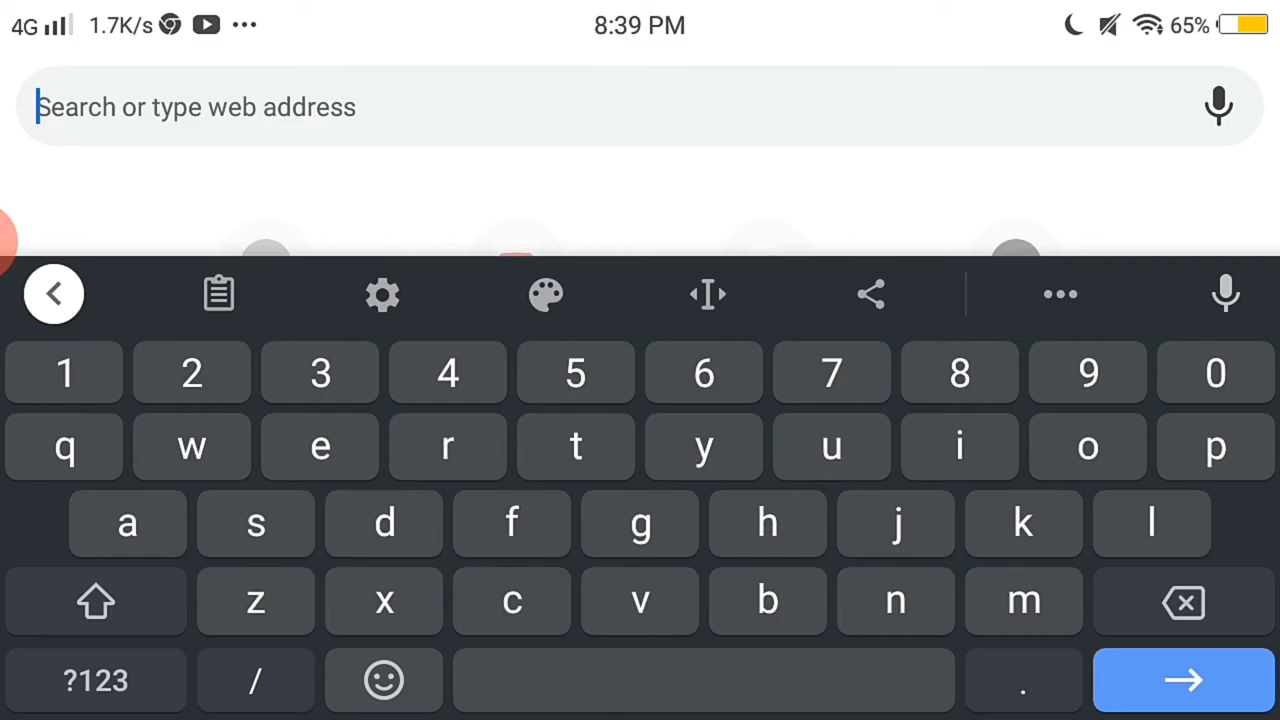 4G 1.7K/s 8:39 PM 65%
Search or type web address
1 2 3 4 5 6 7 8 9 0
q w e r t y u i o p
a s d f g h j k l
z x c v b n m
?123 / .